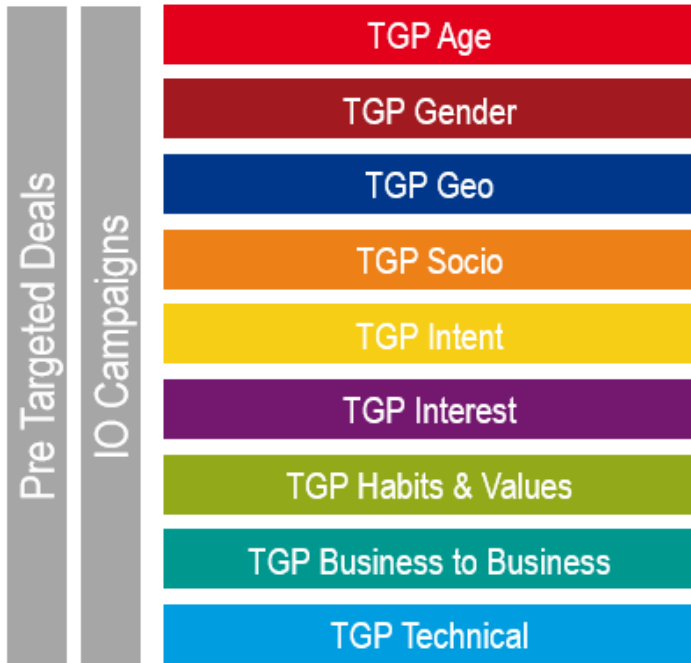 Pre Targeted Deals
IO Campaigns
TGP Age
TGP Gender
TGP Geo
TGP Socio
TGP Intent
TGP Interest
TGP Habits & Values
TGP Business to Business
TGP Technical